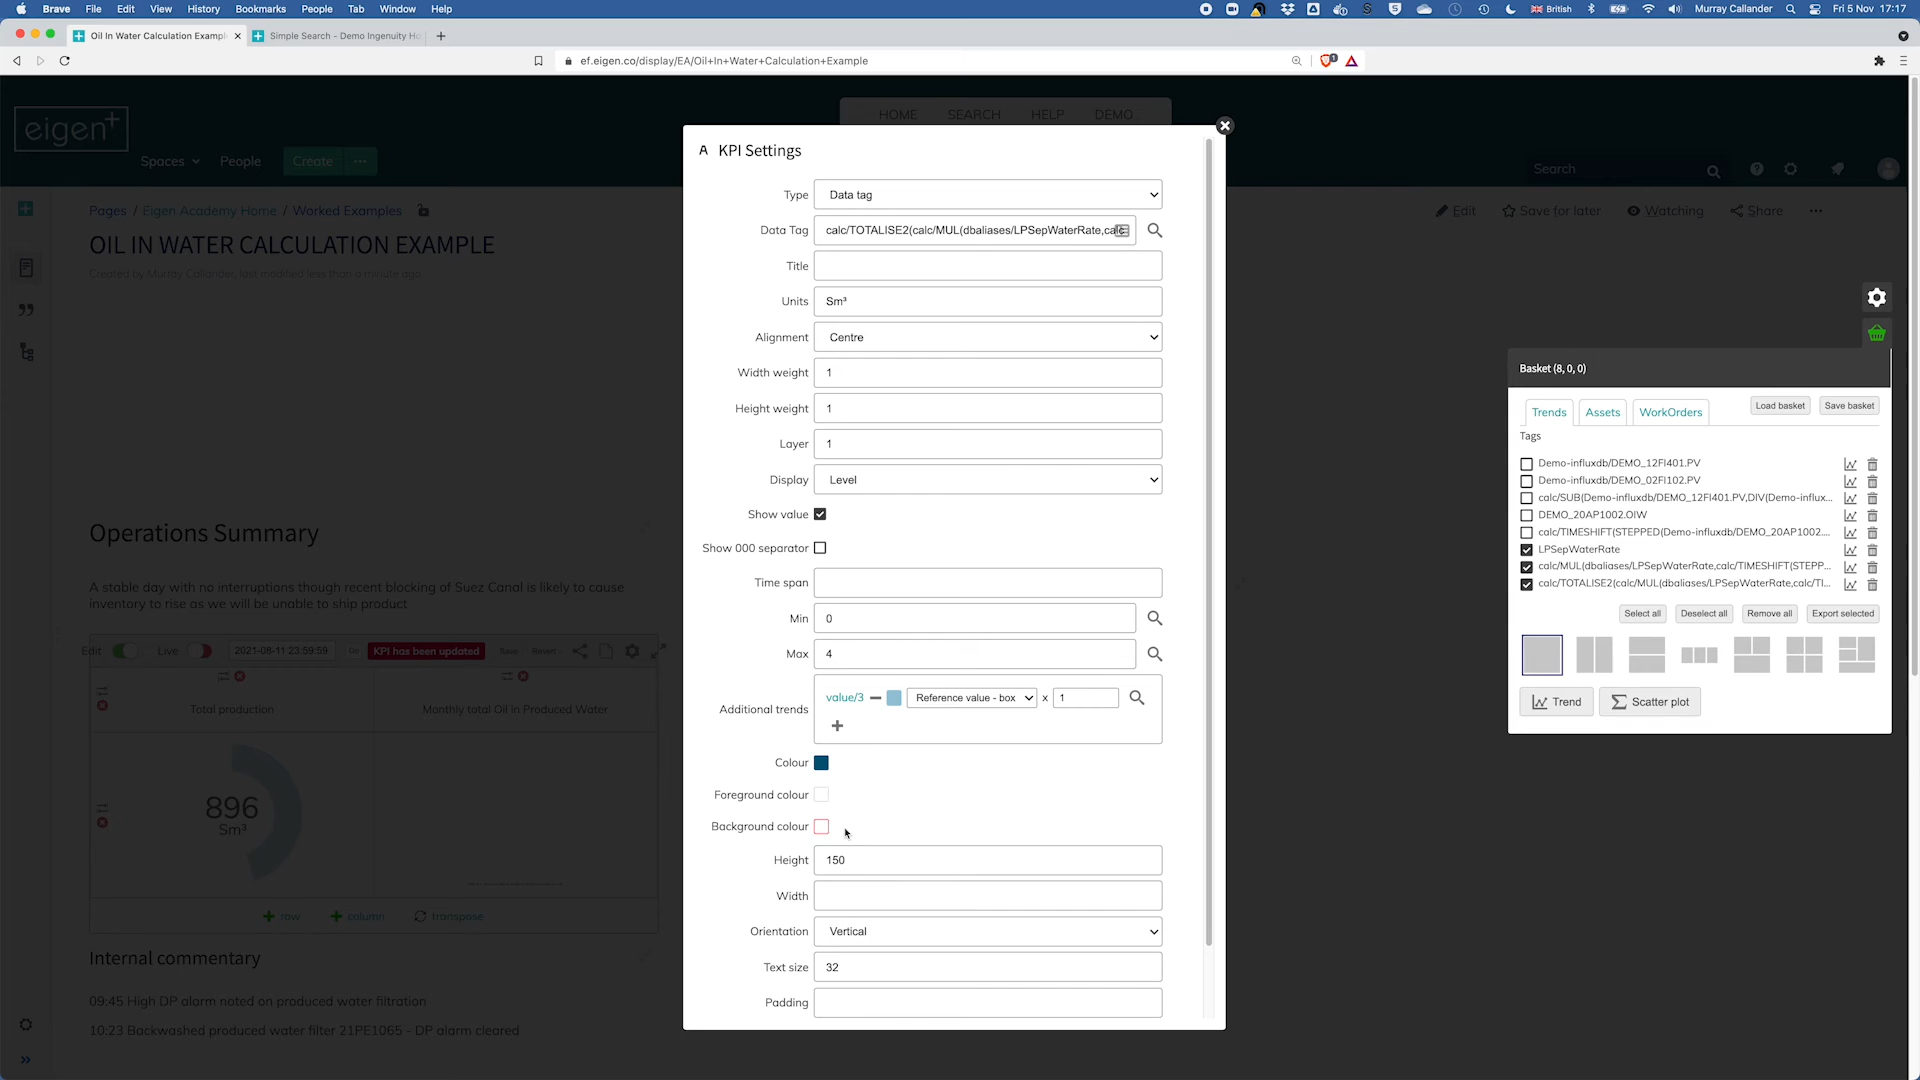 Brave File Edit View History Bookmarks People Tab Window Help British Murray Callander Fri 5 Nov 17:17
Oil In Water Calculation Exampl Simple Search - Demo Ingenuity Ho
ef.eigen.co/display/EA/Oil+In+Water+Calculation+Example
eigen+
HOME SEARCH HELP DEMO
Spaces People Create ••• Search
Pages / Eigen Academy Home / Worked Examples
Edit Save for later Watching Share •••
OIL IN WATER CALCULATION EXAMPLE
Created by Murray Callander, last modified less than a minute ago
A KPI Settings
Type Data tag
Data Tag calc/TOTALISE2(calc/MUL(dbaliases/LPSepWaterRate,calc
Title
Units Sm³
Alignment Centre
Width weight 1
Height weight 1
Layer 1
Display Level
Show value
Show 000 separator
Time span
Min 0
Max 4
Additional trends value/3 Reference value - box x 1
Colour
Foreground colour
Background colour
Height 150
Width
Orientation Vertical
Text size 32
Padding
Operations Summary
A stable day with no interruptions though recent blocking of Suez Canal is likely to cause
inventory to rise as we will be unable to ship product
Edit Live 2021-08-11 23:59:59 Go KPI has been updated Save Revert
Total production Monthly total Oil in Produced Water
896
Sm³
row column transpose
Internal commentary
09:45 High DP alarm noted on produced water filtration
10:23 Backwashed produced water filter 21PE1065 - DP alarm cleared
Basket (8, 0, 0)
Trends Assets WorkOrders Load basket Save basket
Tags
Demo-influxdb/DEMO_12FI401.PV
Demo-influxdb/DEMO_02FI102.PV
calc/SUB(Demo-influxdb/DEMO_12FI401.PV,DIV(Demo-influx...
DEMO_20AP1002.OIW
calc/TIMESHIFT(STEPPED(Demo-influxdb/DEMO_20AP1002....
LPSepWaterRate
calc/MUL(dbaliases/LPSepWaterRate,calc/TIMESHIFT(STEPP...
calc/TOTALISE2(calc/MUL(dbaliases/LPSepWaterRate,calc/TI...
Select all Deselect all Remove all Export selected
Trend Scatter plot